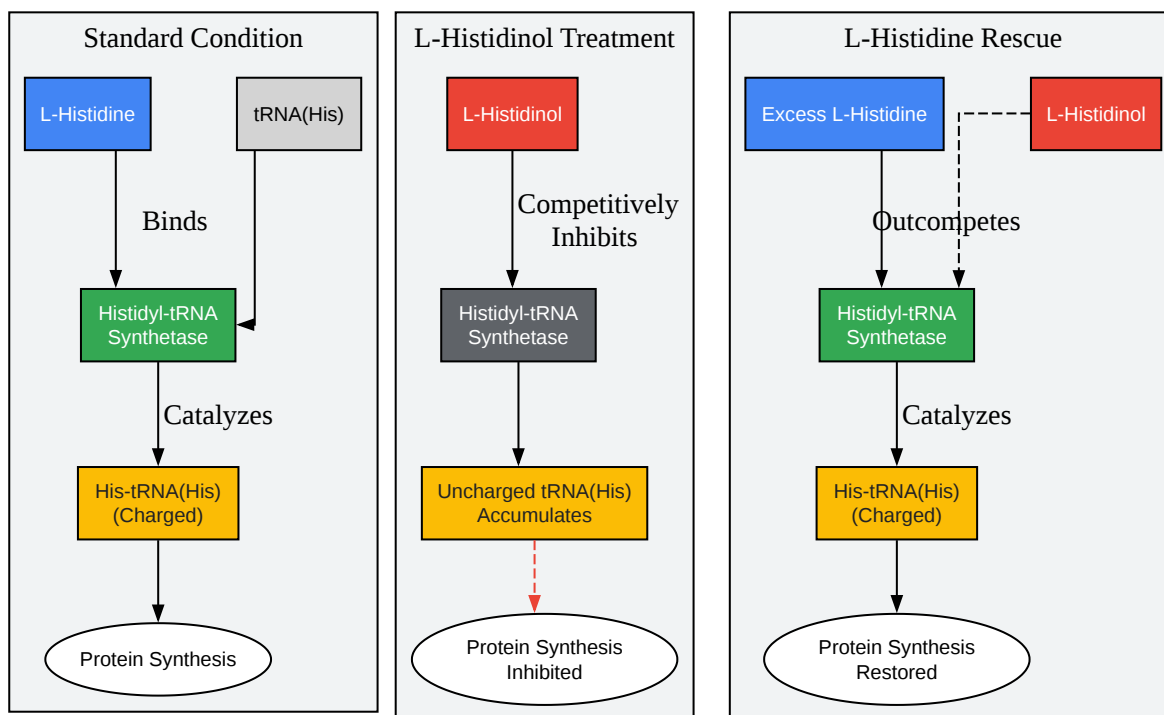 Standard Condition
L-Histidine
tRNA(His)
Binds
Histidyl-tRNA
Synthetase
Catalyzes
His-tRNA(His)
(Charged)
Protein Synthesis
L-Histidinol Treatment
L-Histidinol
Competitively
Inhibits
Histidyl-tRNA
Synthetase
Uncharged tRNA(His)
Accumulates
Protein Synthesis
Inhibited
L-Histidine Rescue
Excess L-Histidine
L-Histidinol
Outcompetes
Histidyl-tRNA
Synthetase
Catalyzes
His-tRNA(His)
(Charged)
Protein Synthesis
Restored